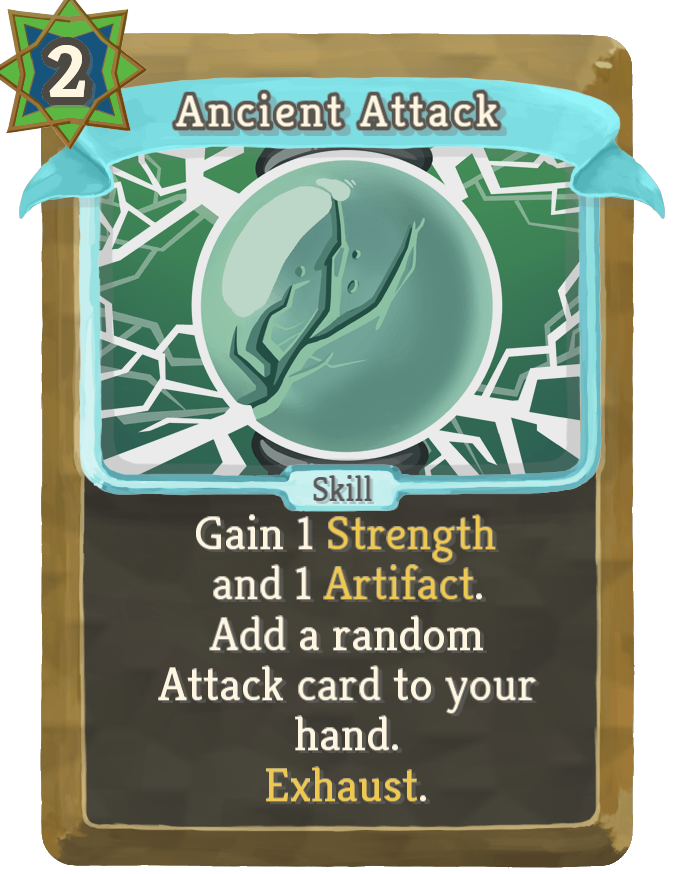 2
Ancient Attack
Skill
Gain 1 Strength
and 1 Artifact.
Add a random
Attack card to your
hand.
Exhaust.